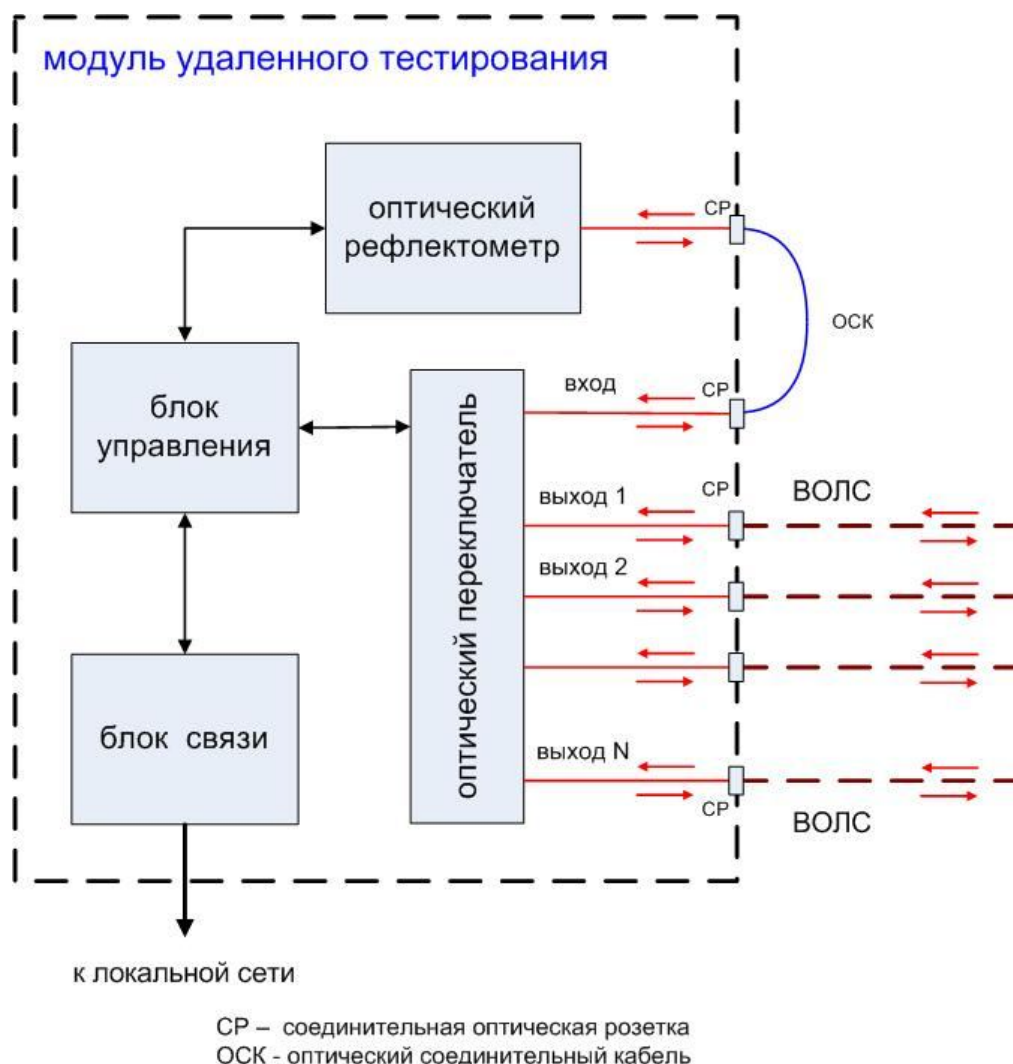 модуль удаленного тестирования
оптический
рефлектометр
СР
ОСК
блок
управления
оптический переключатель
вход
СР
выход 1
СР
ВОЛС
выход 2
блок связи
выход N
СР
ВОЛС
к локальной сети
СР – соединительная оптическая розетка
ОСК - оптический соединительный кабель